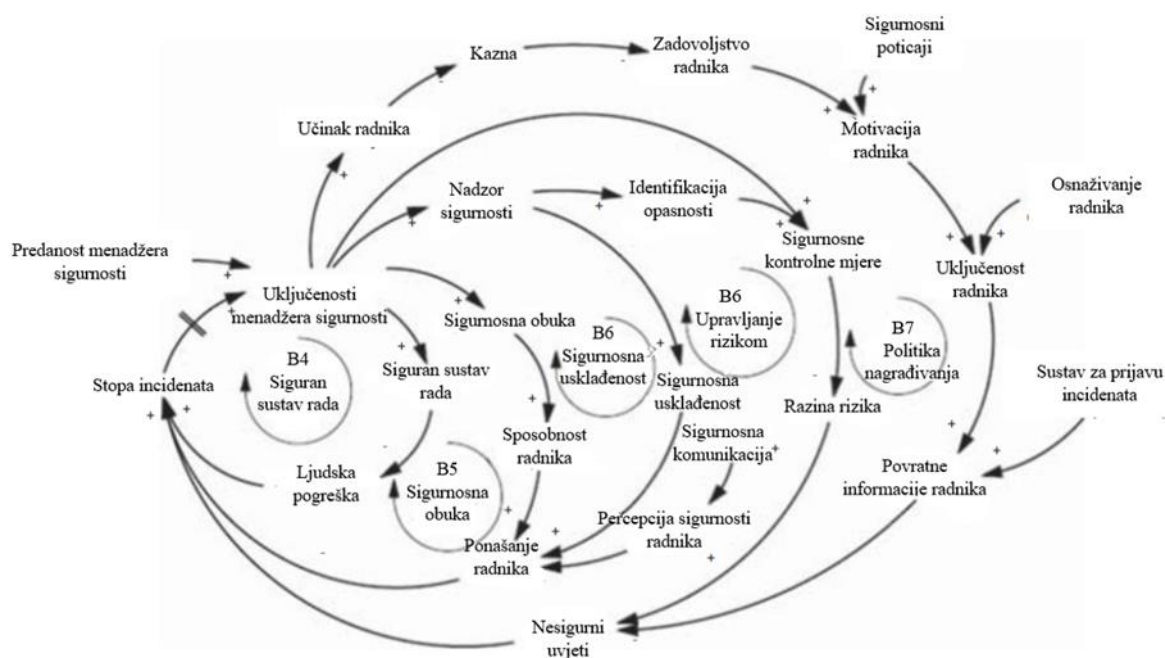 Sigurnosni
poticaji
Kazna
Zadovoljstvo
radnika
Učinak radnika
Motivacija
radnika
Nadzor
sigurnosti
Identifikacija
opasnosti
Osnaživanje
radnika
Predanost menadžera
sigurnosti
Sigurnosne
kontrolne mjere
Uključenost
radnika
Uključenosti
menadžera sigurnosti
Sigurnosna obuka
B6
Sigurnosna
usklađenost
B6
Upravljanje
rizikom
B7
Politika
nagrađivanja
B4
Siguran
sustav rada
Stopa incidenata
Siguran sustav
rada
Sigurnosna
usklađenost
Razina rizika
Sustav za prijavu
incidenata
Sposobnost
radnika
Sigurnosna
komunikacija
Ljudska
pogreška
B5
Sigurnosna
obuka
Povratne
informacije radnika
Percepcija sigurnosti
radnika
Ponašanje
radnika
Nesigurni
uvjeti